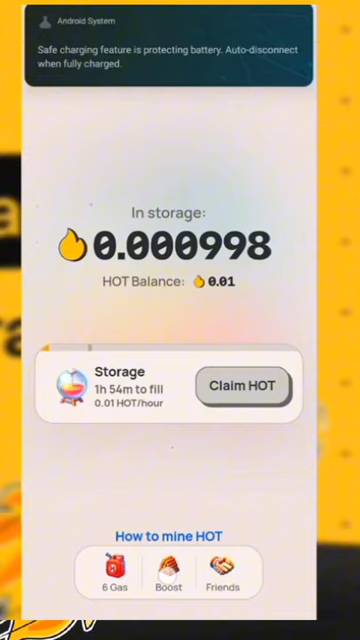 Android System
Safe charging feature is protecting battery. Auto-disconnect
when fully charged.
In storage:
0.000998
HOT Balance: 0.01
Storage
1h 54m to fill
0.01 HOT/hour
Claim HOT
How to mine HOT
6 Gas
Boost
Friends